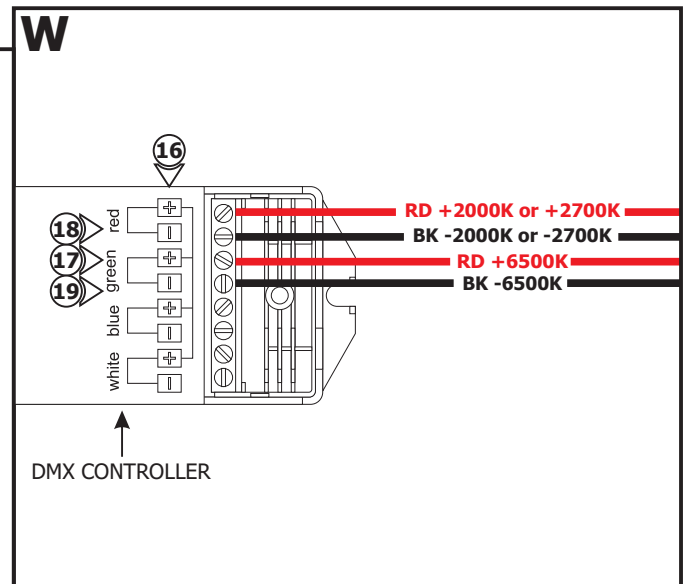 W
16
+
RD +2000K or +2700K
18
red
−
BK -2000K or -2700K
17
+
RD +6500K
19
green
−
BK -6500K
+
blue
−
+
white
−
DMX CONTROLLER